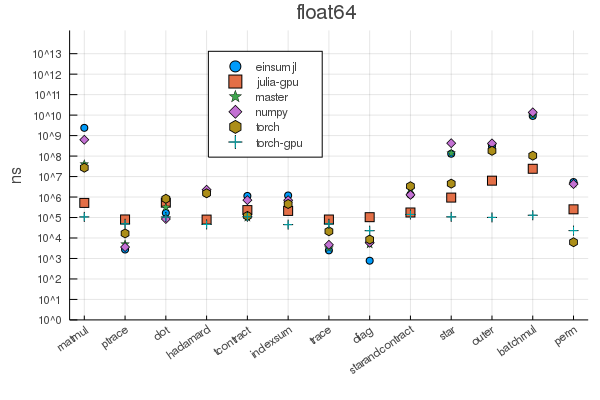 float64
ns
10^13
10^12
10^11
10^10
10^9
10^8
10^7
10^6
10^5
10^4
10^3
10^2
10^1
10^0
einsumjl
julia-gpu
master
numpy
torch
torch-gpu
matmul
ptrace
dot
hadamard
tcontract
indexsum
trace
diag
starandcontract
star
outer
batchmul
perm